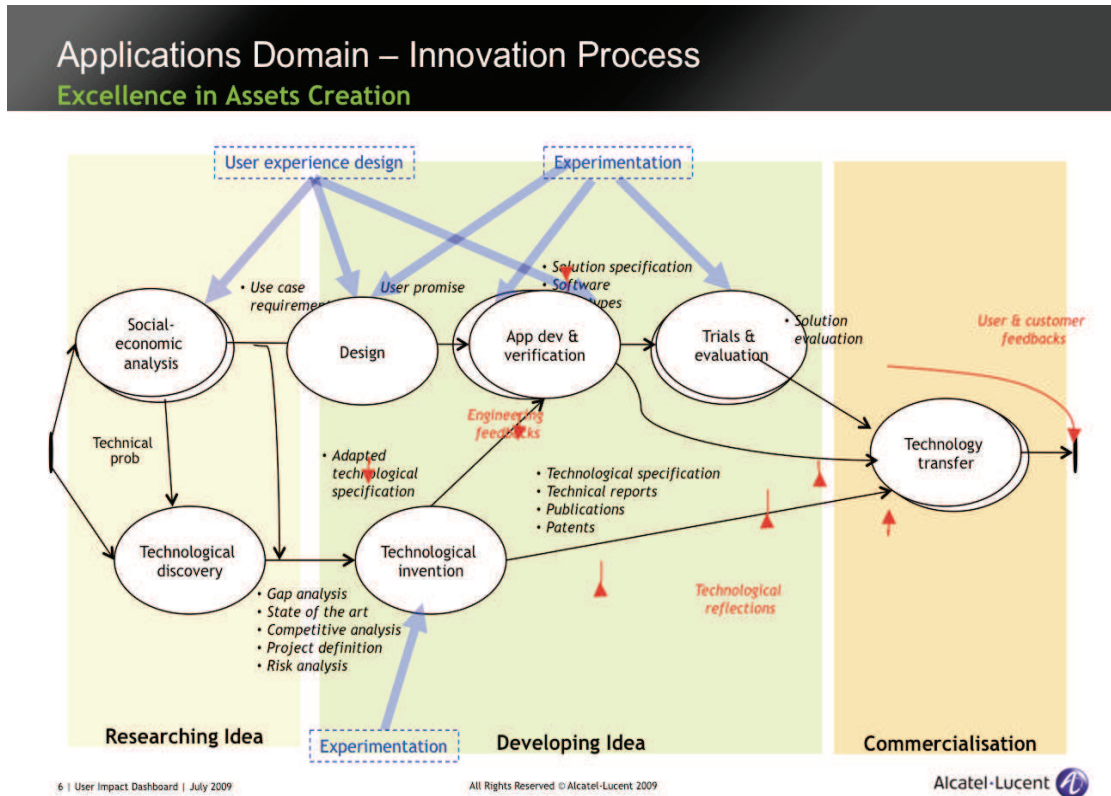 Applications Domain – Innovation Process
Excellence in Assets Creation
User experience design
Experimentation
• Solution specification
• Software
• Use case
User promise
Social-
economic
analysis
Design
App dev &
verification
Trials &
evaluation
• Solution
evaluation
User & customer
feedbacks
Engineering
feedbacks
Technical
prob
• Adapted
technological
specification
Technology
transfer
• Technological specification
• Technical reports
• Publications
• Patents
Technological
discovery
Technological
invention
• Gap analysis
• State of the art
• Competitive analysis
• Project definition
• Risk analysis
Technological
reflections
Researching Idea
Experimentation
Developing Idea
Commercialisation
6 | User Impact Dashboard | July 2009
All Rights Reserved © Alcatel-Lucent 2009
Alcatel·Lucent